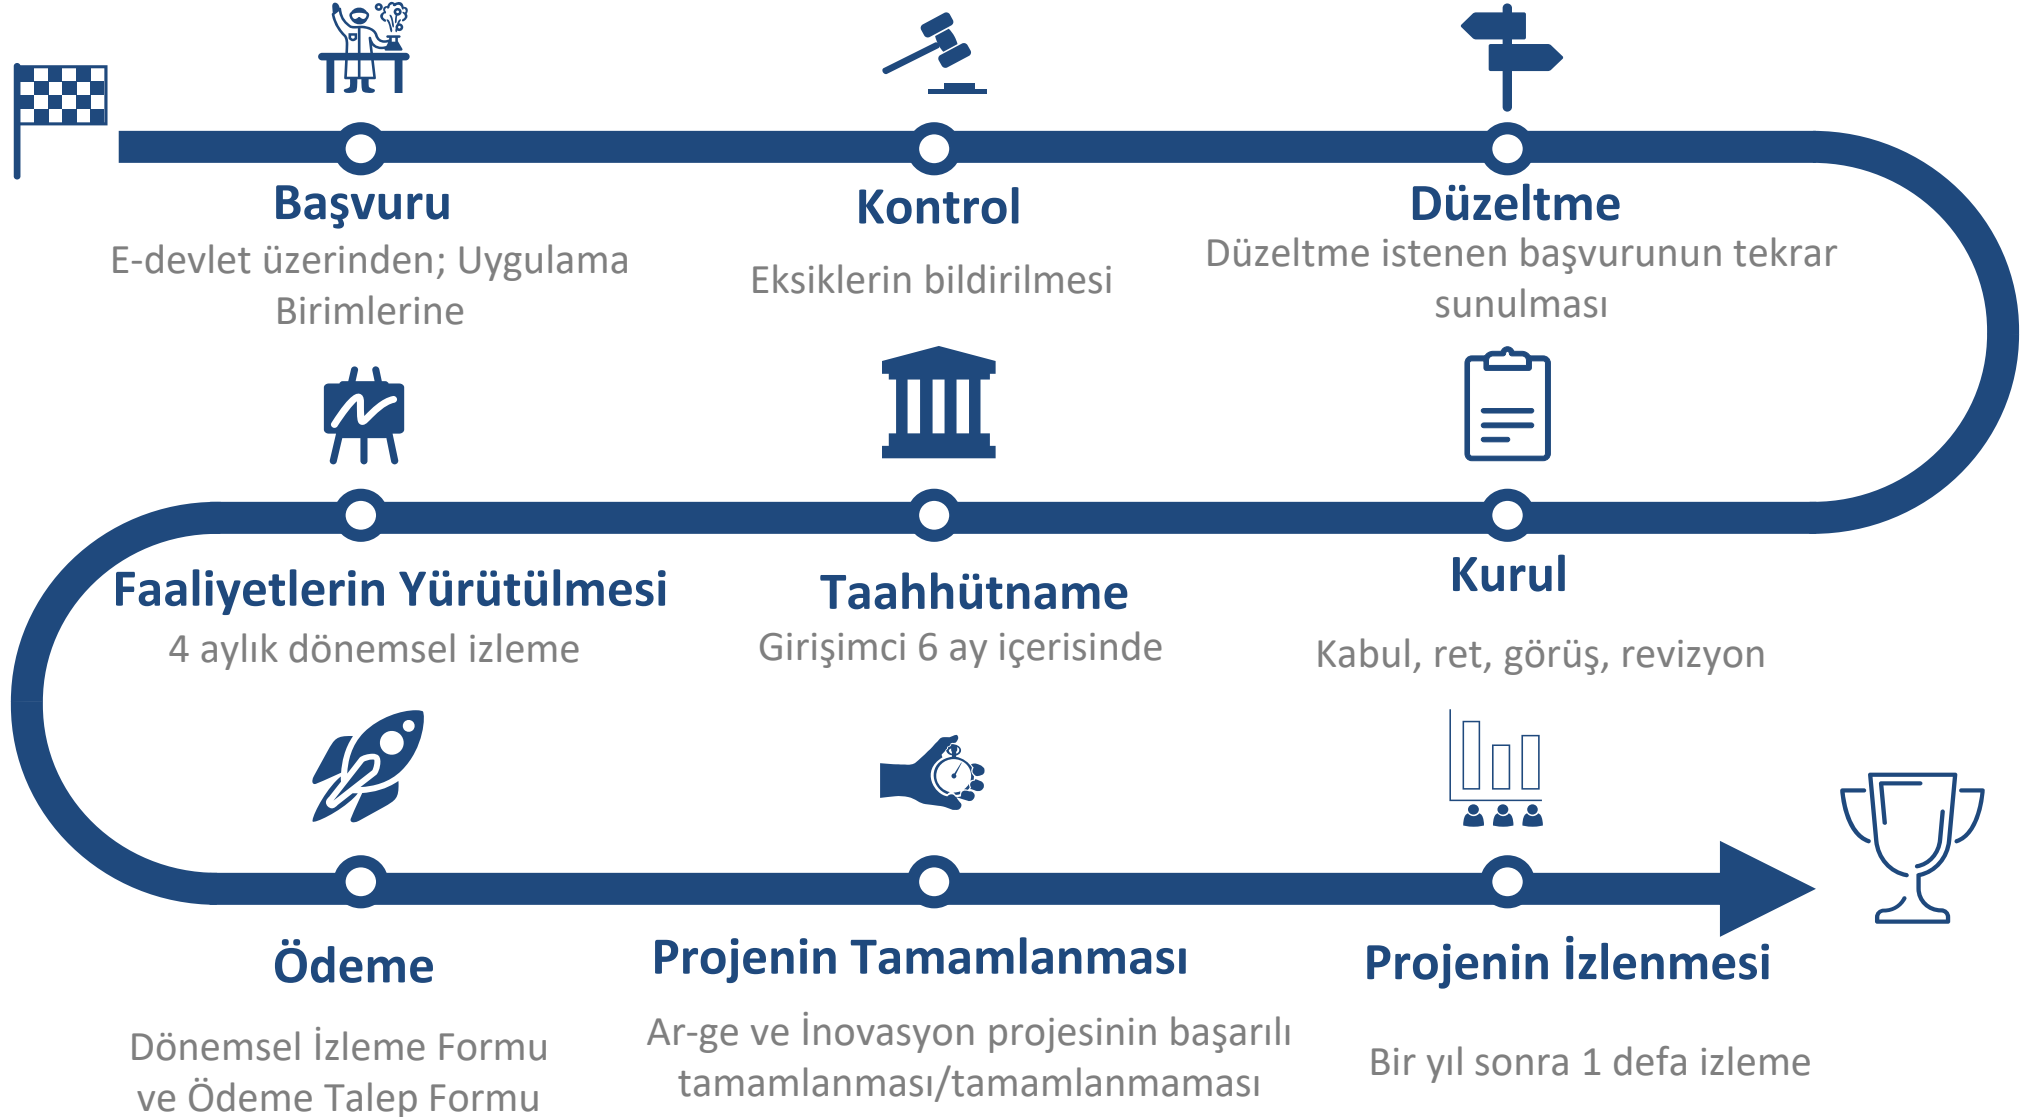 Başvuru
E-devlet üzerinden; Uygulama
Birimlerine
Kontrol
Eksiklerin bildirilmesi
Düzeltme
Düzeltme istenen başvurunun tekrar
sunulması
Kurul
Kabul, ret, görüş, revizyon
Taahhütname
Girişimci 6 ay içerisinde
Faaliyetlerin Yürütülmesi
4 aylık dönemsel izleme
Ödeme
Dönemsel İzleme Formu
ve Ödeme Talep Formu
Projenin Tamamlanması
Ar-ge ve İnovasyon projesinin başarılı
tamamlanması/tamamlanmaması
Projenin İzlenmesi
Bir yıl sonra 1 defa izleme